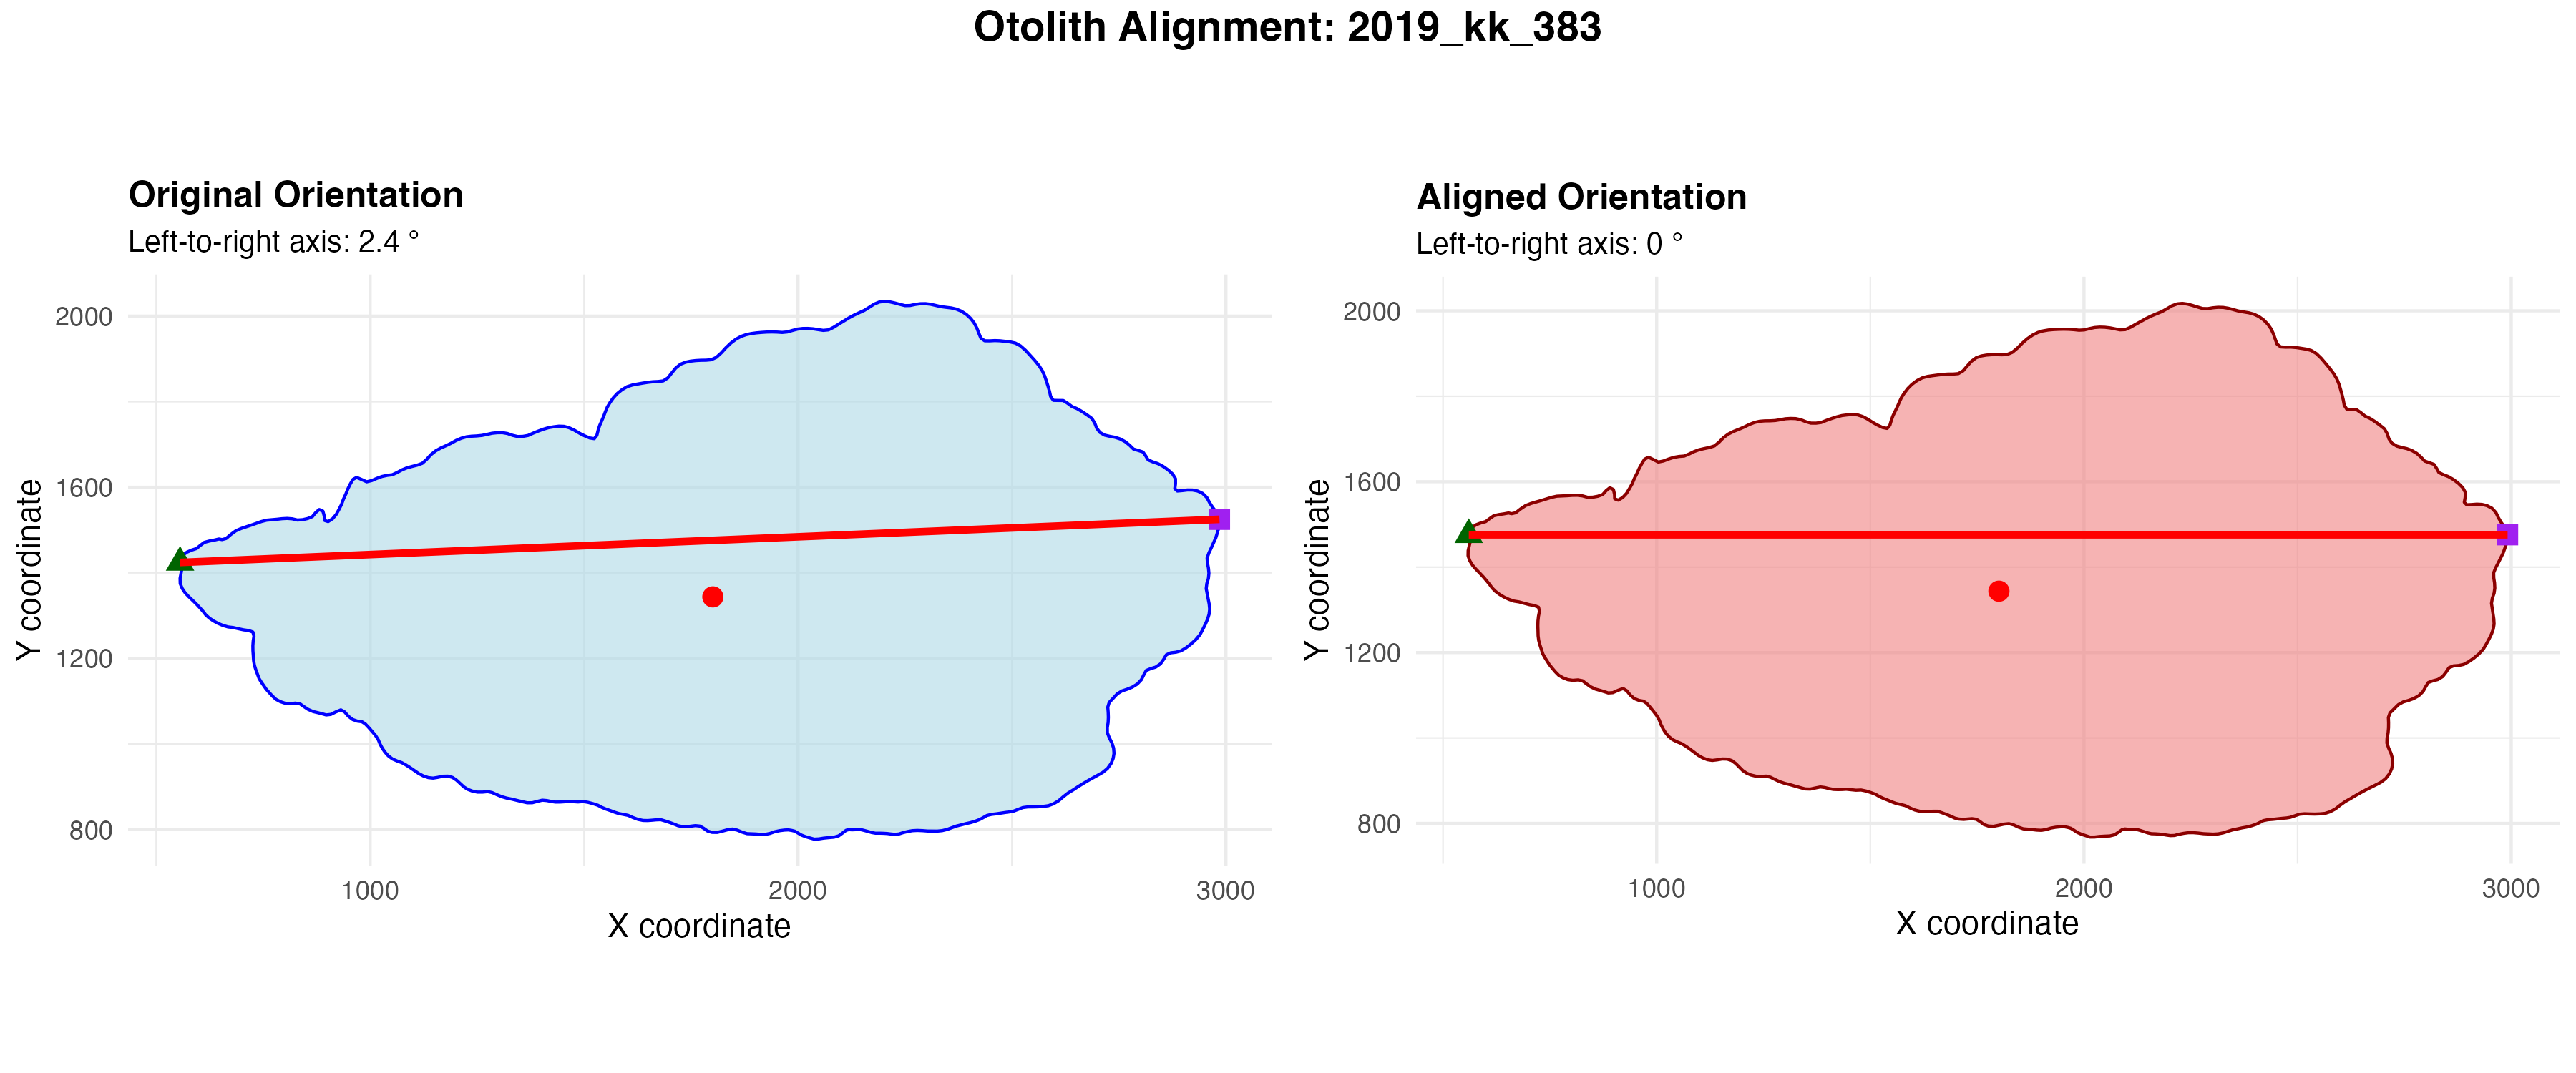 Otolith Alignment: 2019_kk_383
Original Orientation
Left-to-right axis: 2.4 °
2000
1600
1200
800
Y coordinate
1000 2000 3000
X coordinate
Aligned Orientation
Left-to-right axis: 0 °
2000
1600
1200
800
Y coordinate
1000 2000 3000
X coordinate